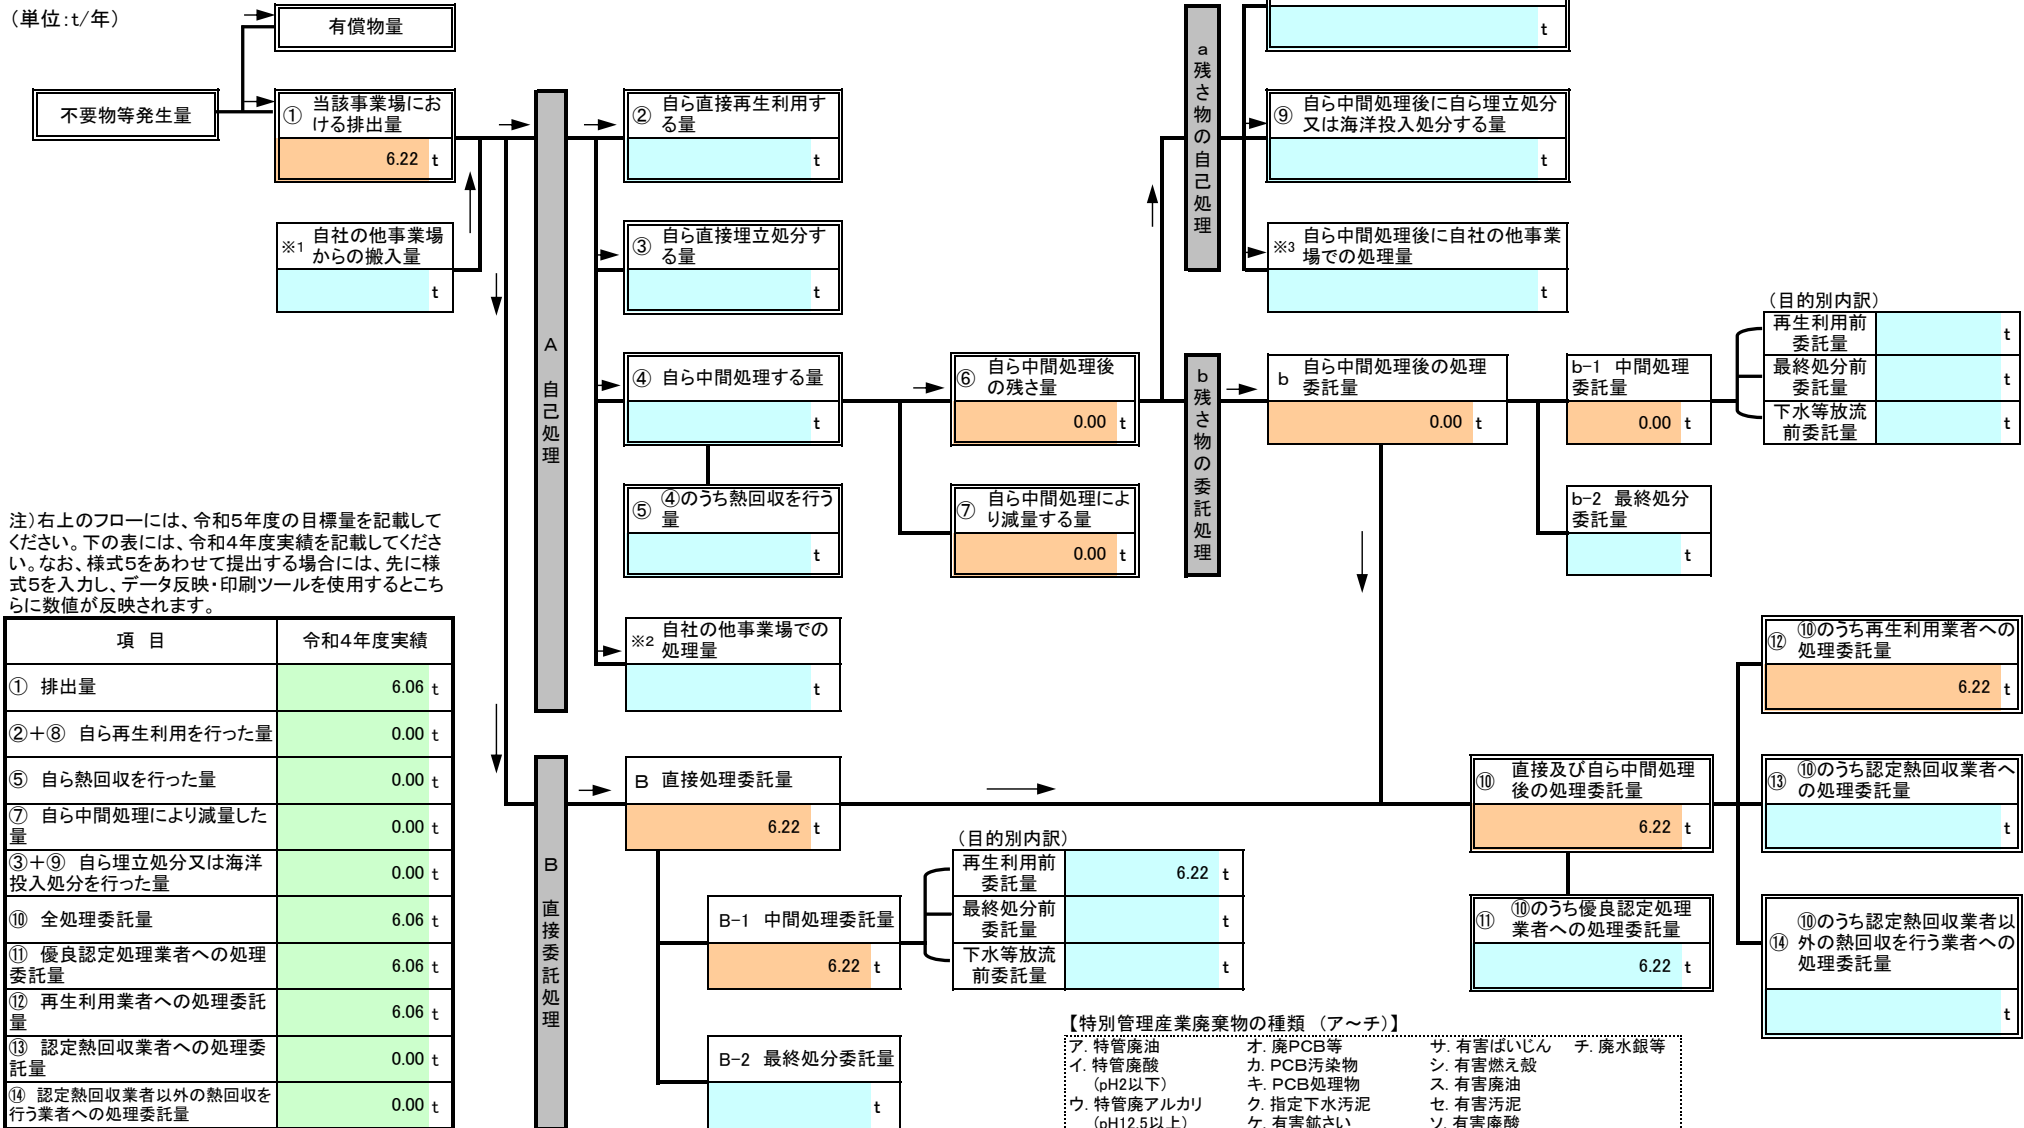 （単位:t/年）
有償物量
不要物等発生量
① 当該事業場にお
ける排出量
6.22 t
※1 自社の他事業場
からの搬入量
t
A 自己処理
② 自ら直接再生利用す
る量
t
③ 自ら直接埋立処分す
る量
t
④ 自ら中間処理する量
t
⑤ ④のうち熱回収を行う
量
t
※2 自社の他事業場での
処理量
t
⑥ 自ら中間処理後
の残さ量
0.00 t
⑦ 自ら中間処理によ
り減量する量
0.00 t
a 残さ物の自己処理
t
⑨ 自ら中間処理後に自ら埋立処分
又は海洋投入処分する量
t
※3 自ら中間処理後に自社の他事業
場での処理量
t
b 残さ物の委託処理
b 自ら中間処理後の処理
委託量
0.00 t
b-1 中間処理
委託量
0.00 t
（目的別内訳）
再生利用前
委託量
t
最終処分前
委託量
t
下水等放流
前委託量
t
b-2 最終処分
委託量
t
注）右上のフローには、令和5年度の目標量を記載して
ください。下の表には、令和4年度実績を記載してくださ
い。なお、様式5をあわせて提出する場合には、先に様
式5を入力し、データ反映・印刷ツールを使用するとこち
らに数値が反映されます。
項 目 令和4年度実績
① 排出量 6.06 t
②＋⑧ 自ら再生利用を行った量 0.00 t
⑤ 自ら熱回収を行った量 0.00 t
⑦ 自ら中間処理により減量した
量 0.00 t
③＋⑨ 自ら埋立処分又は海洋
投入処分を行った量 0.00 t
⑩ 全処理委託量 6.06 t
⑪ 優良認定処理業者への処理
委託量 6.06 t
⑫ 再生利用業者への処理委託
量 6.06 t
⑬ 認定熱回収業者への処理委
託量 0.00 t
⑭ 認定熱回収業者以外の熱回収を
行う業者への処理委託量 0.00 t
B 直接委託処理
B 直接処理委託量
6.22 t
B-1 中間処理委託量
6.22 t
（目的別内訳）
再生利用前
委託量
6.22 t
最終処分前
委託量
t
下水等放流
前委託量
t
B-2 最終処分委託量
t
⑩ 直接及び自ら中間処理
後の処理委託量
6.22 t
⑪ ⑩のうち優良認定処理
業者への処理委託量
6.22 t
⑫ ⑩のうち再生利用業者への
処理委託量
6.22 t
⑬ ⑩のうち認定熱回収業者へ
の処理委託量
t
⑭ ⑩のうち認定熱回収業者以
外の熱回収を行う業者への
処理委託量
t
【特別管理産業廃棄物の種類 （ア～チ）】
ア. 特管廃油 オ. 廃PCB等 サ. 有害ばいじん チ. 廃水銀等
イ. 特管廃酸 カ. PCB汚染物 シ. 有害燃え殻
（pH2以下） キ. PCB処理物 ス. 有害廃油
ウ. 特管廃アルカリ ク. 指定下水汚泥 セ. 有害汚泥
（pH12.5以上） ケ. 有害鉱さい ソ. 有害廃酸